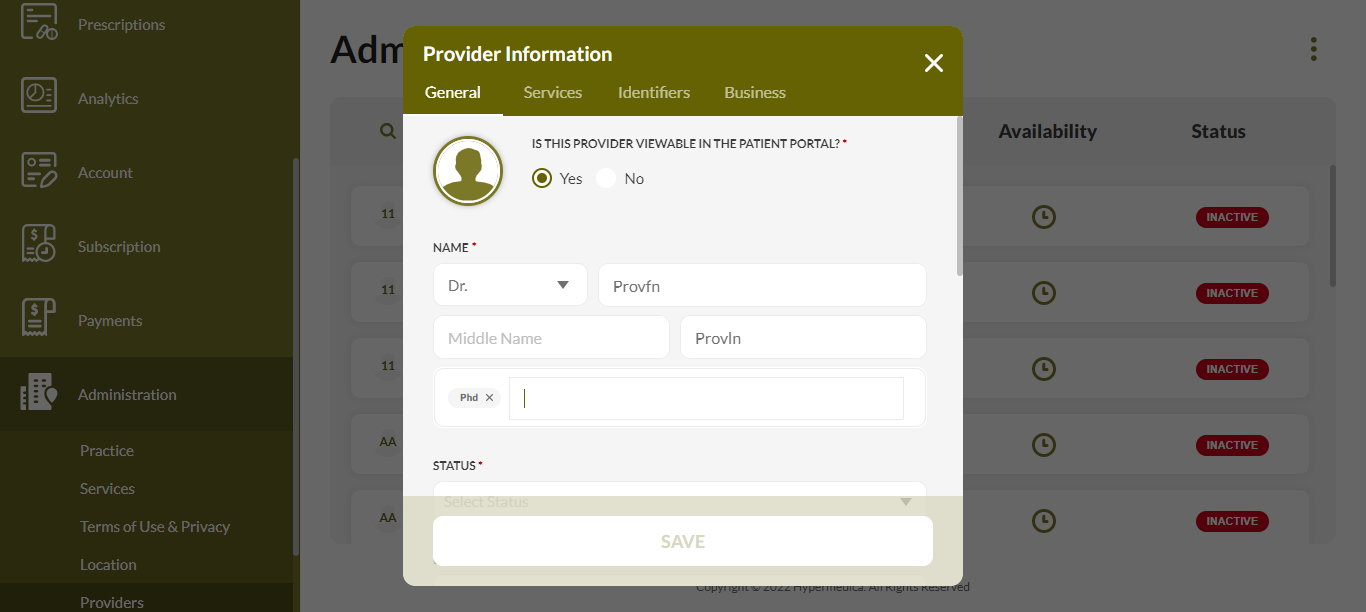 Prescriptions
Analytics
Account
Subscription
Payments
Administration
Practice
Services
Terms of Use & Privacy
Location
Providers
Adm
Provider Information
General Services Identifiers Business
IS THIS PROVIDER VIEWABLE IN THE PATIENT PORTAL? *
Yes No
NAME *
Dr. Provfn
Middle Name Provln
Phd
STATUS *
Select Status
SAVE
Availability Status
11 INACTIVE
11 INACTIVE
11 INACTIVE
AA INACTIVE
AA INACTIVE
Copyright © 2022 Hypermedica. All Rights Reserved